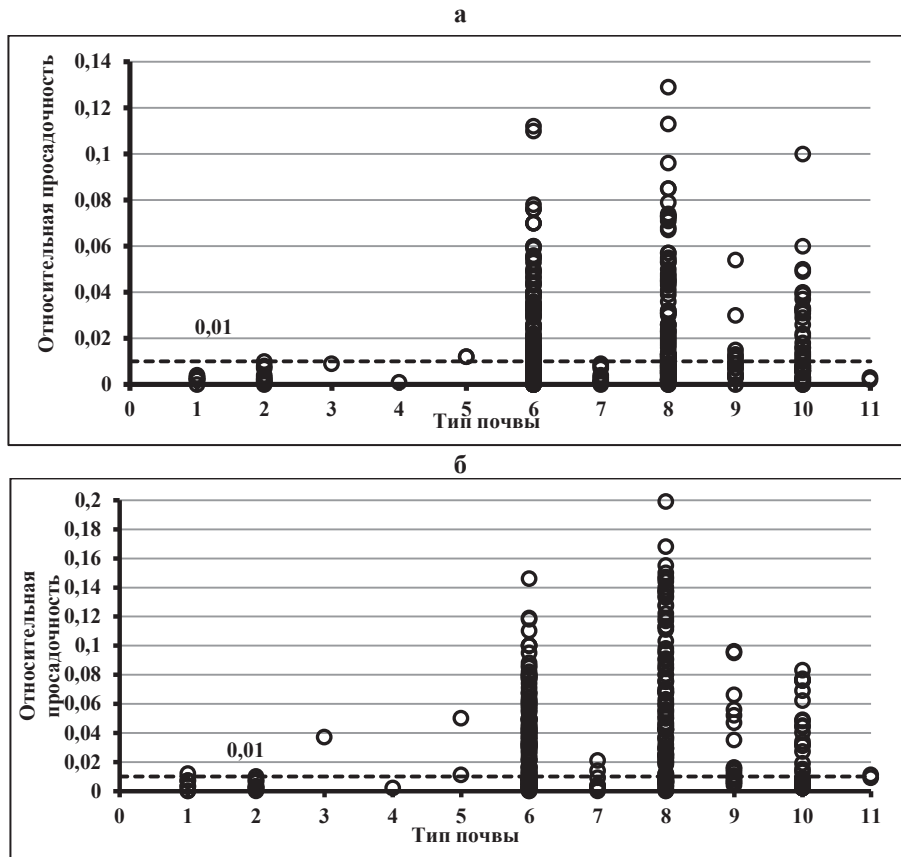 а
Относительная просадочность
0,14
0,12
0,1
0,08
0,06
0,04
0,02
0
0,01
0 1 2 3 4 5 6 7 8 9 10 11
Тип почвы
б
Относительная
просадочность
0,2
0,18
0,16
0,14
0,12
0,1
0,08
0,06
0,04
0,02
0
0,01
0 1 2 3 4 5 6 7 8 9 10 11
Тип почвы